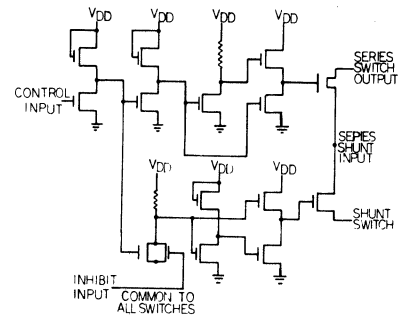 VDD
VDD
VDD
VDD
SERIES
SWITCH
OUTPUT
CONTROL
INPUT
SEPIES
SHUNT
INPUT
VDD
VDD
VDD
SHUNT
SWITCH
INHIBIT
INPUT
COMMON TO
ALL SWITCHES